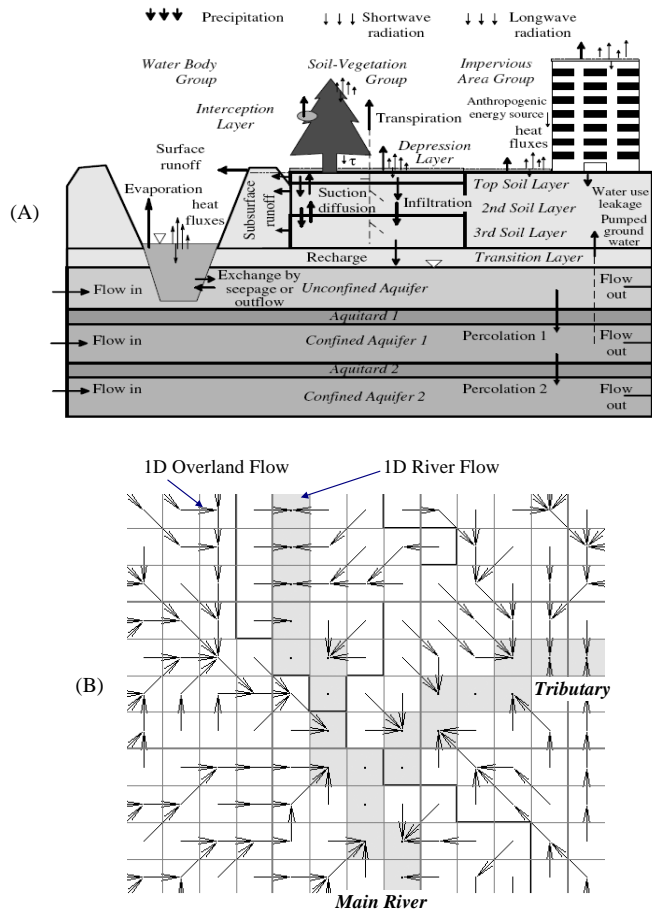 Precipitation
Shortwave
radiation
Longwave
radiation
Water Body
Group
Soil-Vegetation
Group
Impervious
Area Group
Interception
Layer
Transpiration
Anthropogenic
energy source
heat
fluxes
Depression
Layer
Surface
runoff
τ
Evaporation
heat
fluxes
Subsurface
runoff
Suction
diffusion
Infiltration
Top Soil Layer
2nd Soil Layer
3rd Soil Layer
Water use
leakage
Pumped
ground
water
(A)
Recharge
Transition Layer
Exchange by
seepage or
outflow
Flow in
Unconfined Aquifer
Flow
out
Aquitard 1
Flow in
Confined Aquifer 1
Percolation 1
Flow
out
Aquitard 2
Flow in
Confined Aquifer 2
Percolation 2
Flow
out
1D Overland Flow
1D River Flow
(B)
Tributary
Main River